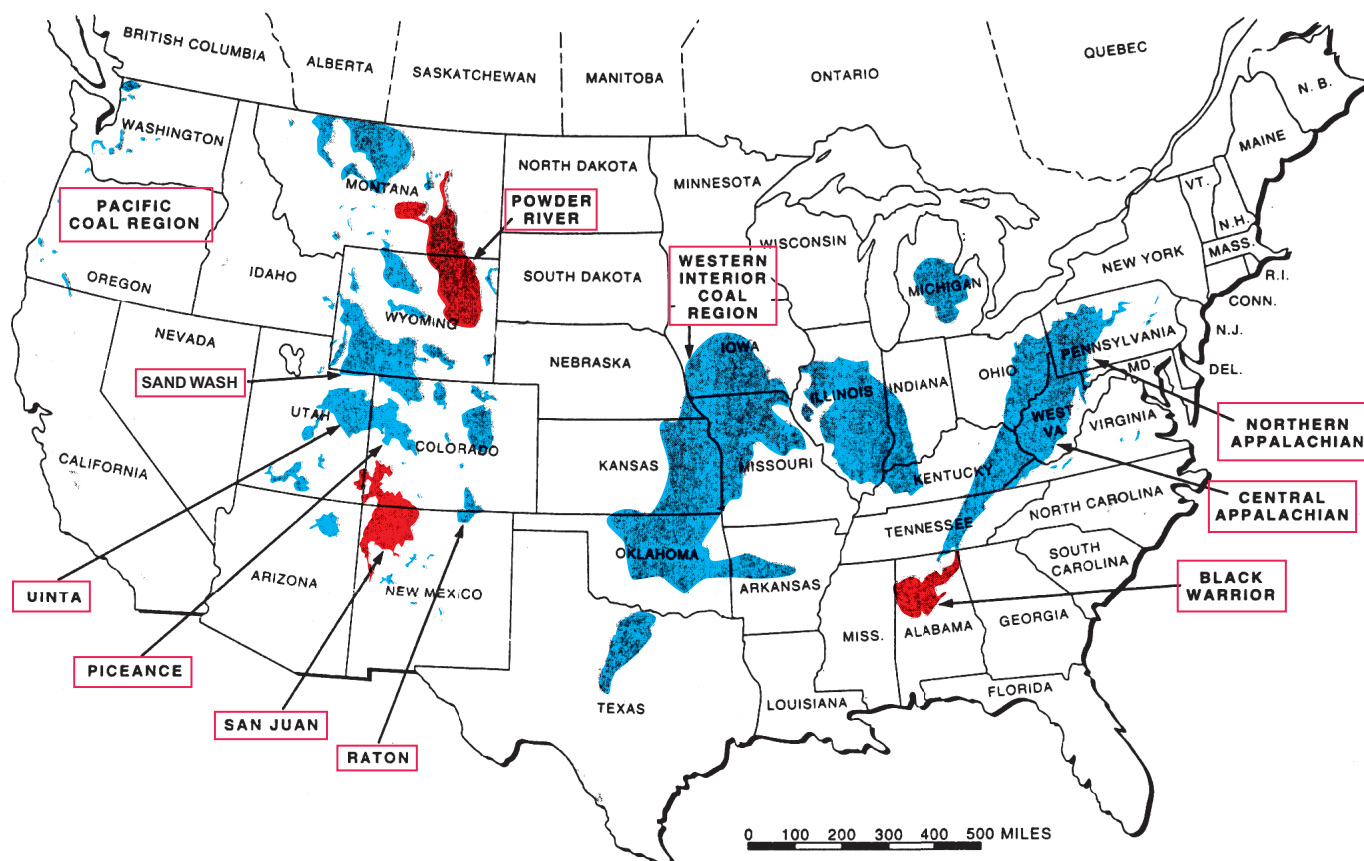 BRITISH COLUMBIA
ALBERTA
SASKATCHEWAN
MANITOBA
ONTARIO
QUEBEC
N. B.
MAINE
WASHINGTON
NORTH DAKOTA
MINNESOTA
VT.
MONTANA
PACIFIC
COAL REGION
POWDER
RIVER
N.H.
WISCONSIN
MASS.
NEW YORK
OREGON
IDAHO
SOUTH DAKOTA
WESTERN
INTERIOR
COAL
REGION
MICHIGAN
R.I.
CONN.
WYOMING
NEVADA
NEBRASKA
IOWA
PENNSYLVANIA
N.J.
SAND WASH
OHIO
MD.
DEL.
INDIANA
ILLINOIS
UTAH
COLORADO
WEST
VA.
VIRGINIA
NORTHERN
APPALACHIAN
CALIFORNIA
KANSAS
MISSOURI
KENTUCKY
NORTH CAROLINA
CENTRAL
APPALACHIAN
TENNESSEE
OKLAHOMA
SOUTH
CAROLINA
ARIZONA
NEW MEXICO
ARKANSAS
BLACK
WARRIOR
UINTA
MISS.
ALABAMA
GEORGIA
PICEANCE
FLORIDA
TEXAS
LOUISIANA
SAN JUAN
RATON
0 100 200 300 400 500 MILES